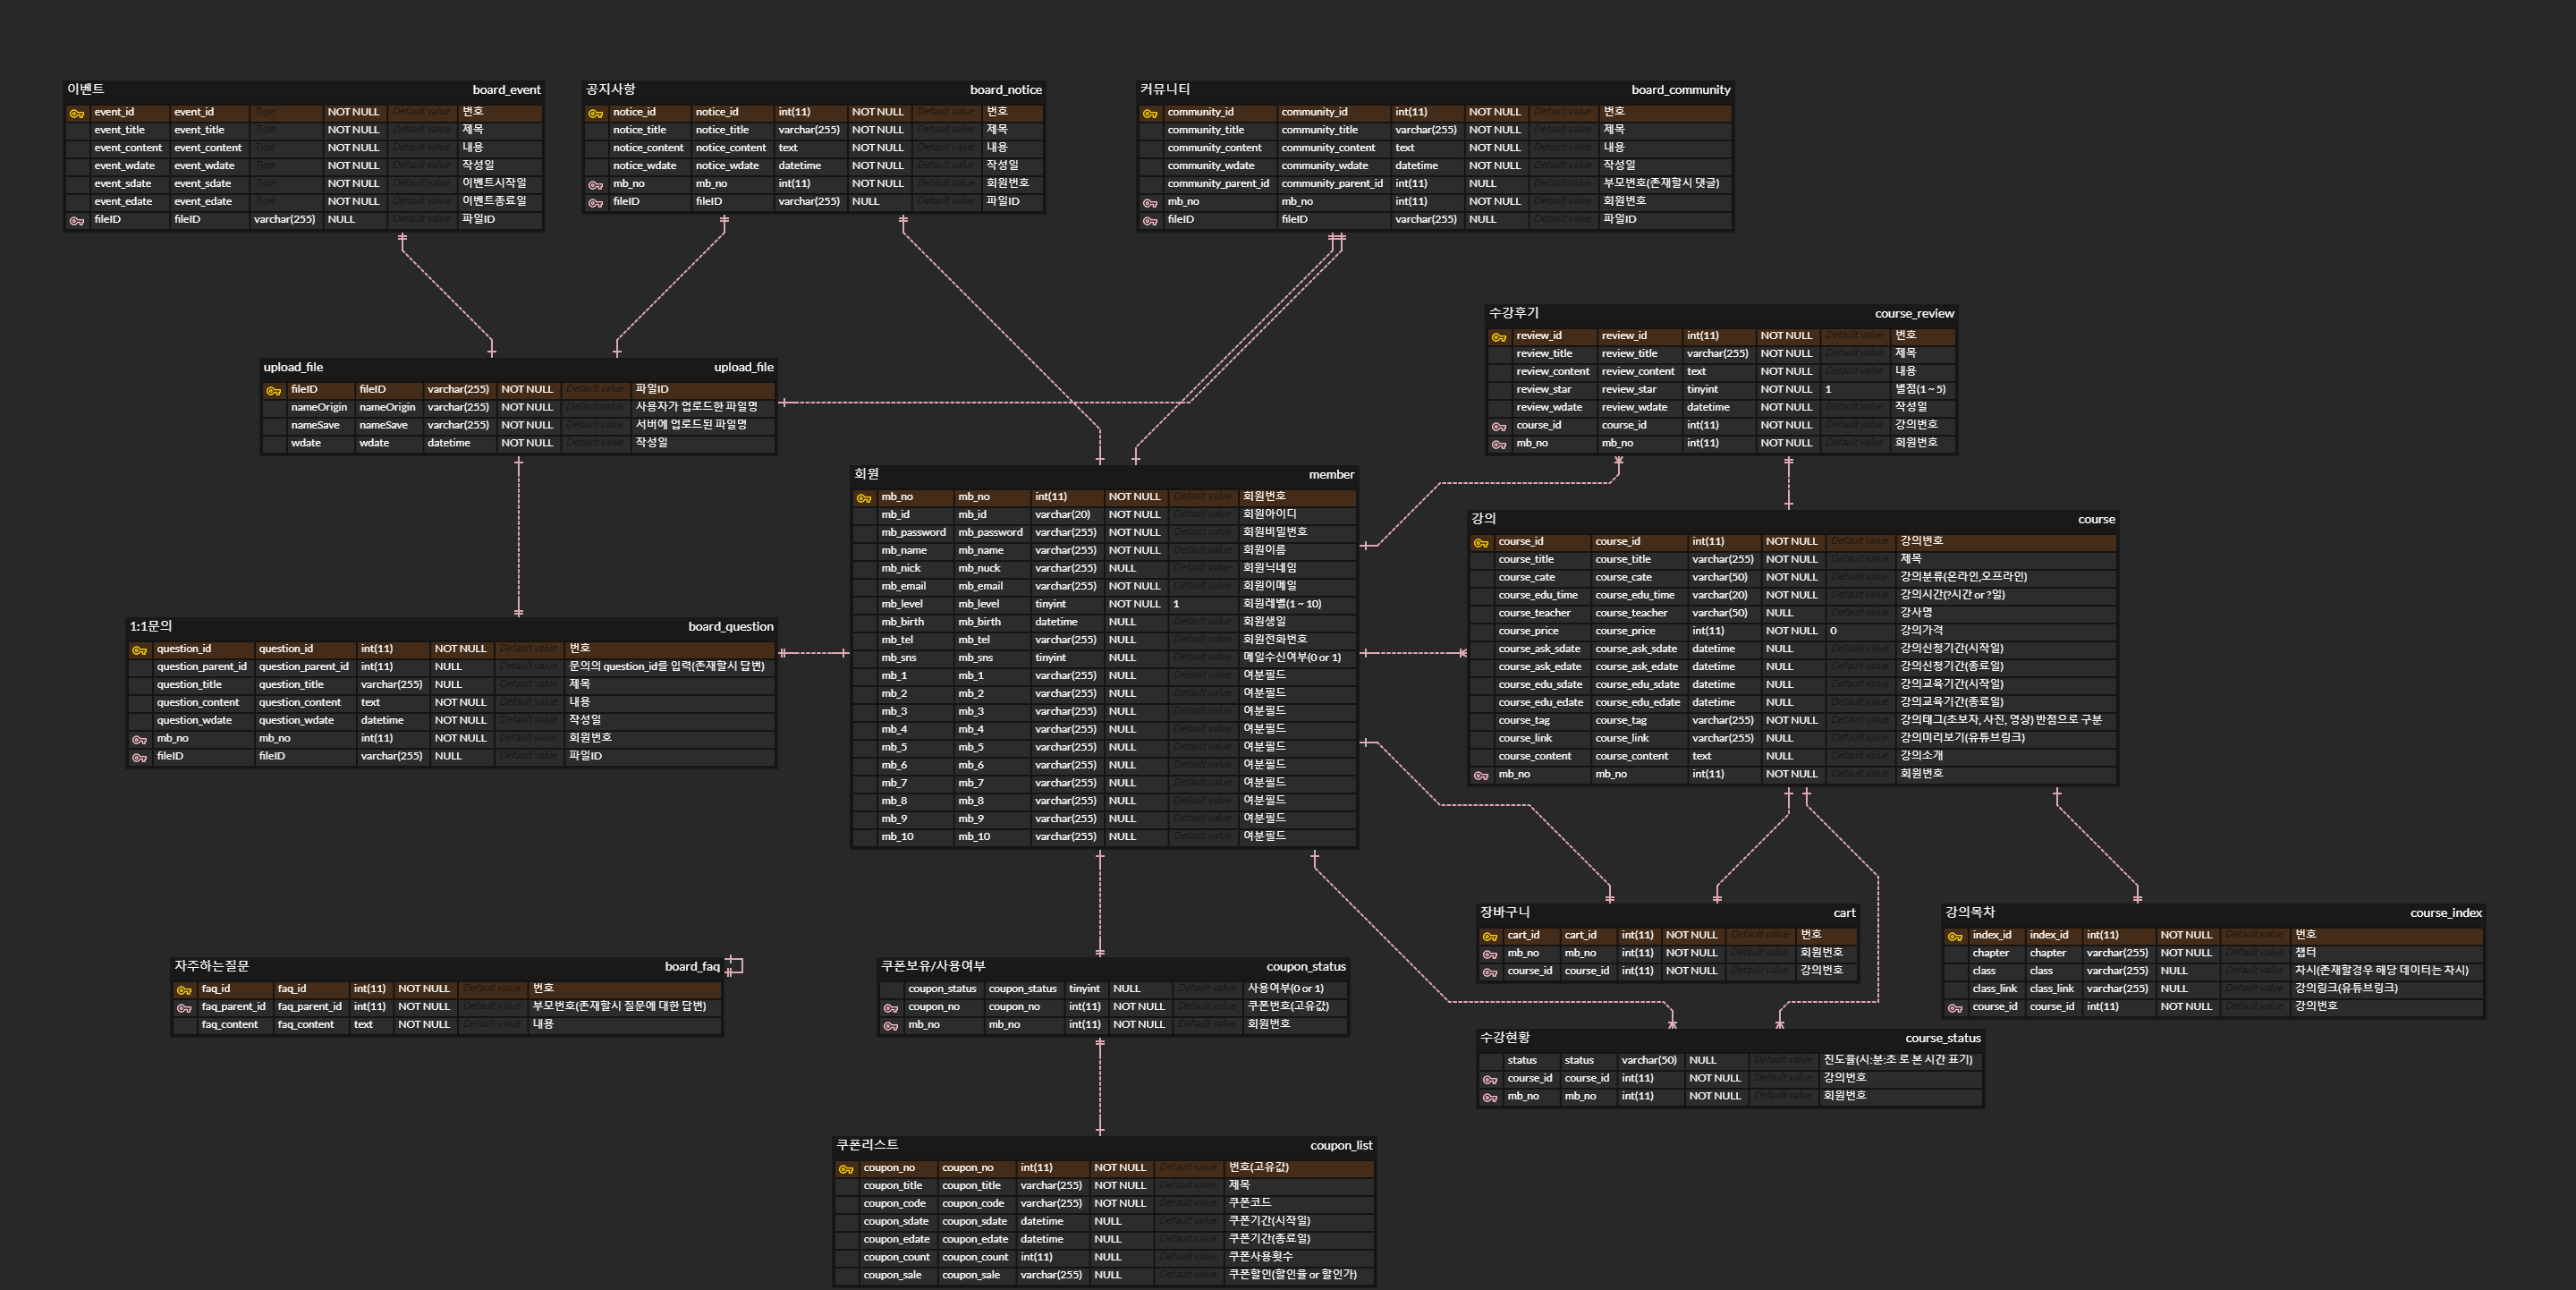 이벤트 board_event
event_id event_id Type NOT NULL Default value 번호
event_title event_title Type NOT NULL Default value 제목
event_content event_content Type NOT NULL Default value 내용
event_wdate event_wdate Type NOT NULL Default value 작성일
event_sdate event_sdate Type NOT NULL Default value 이벤트시작일
event_edate event_edate Type NOT NULL Default value 이벤트종료일
fileID fileID varchar(255) NULL Default value 파일ID
공지사항 board_notice
notice_id notice_id int(11) NOT NULL Default value 번호
notice_title notice_title varchar(255) NOT NULL Default value 제목
notice_content notice_content text NOT NULL Default value 내용
notice_wdate notice_wdate datetime NOT NULL Default value 작성일
mb_no mb_no int(11) NOT NULL Default value 회원번호
fileID fileID varchar(255) NULL Default value 파일ID
커뮤니티 board_community
community_id community_id int(11) NOT NULL Default value 번호
community_title community_title varchar(255) NOT NULL Default value 제목
community_content community_content text NOT NULL Default value 내용
community_wdate community_wdate datetime NOT NULL Default value 작성일
community_parent_id community_parent_id int(11) NULL Default value 부모번호(존재할시 댓글)
mb_no mb_no int(11) NOT NULL Default value 회원번호
fileID fileID varchar(255) NULL Default value 파일ID
수강후기 course_review
review_id review_id int(11) NOT NULL Default value 번호
review_title review_title varchar(255) NOT NULL Default value 제목
review_content review_content text NOT NULL Default value 내용
review_star review_star tinyint NOT NULL 1 별점(1 ~ 5)
review_wdate review_wdate datetime NOT NULL Default value 작성일
course_id course_id int(11) NOT NULL Default value 강의번호
mb_no mb_no int(11) NOT NULL Default value 회원번호
upload_file upload_file
fileID fileID varchar(255) NOT NULL Default value 파일ID
nameOrigin nameOrigin varchar(255) NOT NULL Default value 사용자가 업로드한 파일명
nameSave nameSave varchar(255) NOT NULL Default value 서버에 업로드된 파일명
wdate wdate datetime NOT NULL Default value 작성일
회원 member
mb_no mb_no int(11) NOT NULL Default value 회원번호
mb_id mb_id varchar(20) NOT NULL Default value 회원아이디
mb_password mb_password varchar(255) NOT NULL Default value 회원비밀번호
mb_name mb_name varchar(255) NOT NULL Default value 회원이름
mb_nick mb_nuck varchar(255) NULL Default value 회원닉네임
mb_email mb_email varchar(255) NOT NULL Default value 회원이메일
mb_level mb_level tinyint NOT NULL 1 회원레벨(1 ~ 10)
mb_birth mb_birth datetime NULL Default value 회원생일
mb_tel mb_tel varchar(255) NULL Default value 회원전화번호
mb_sns mb_sns tinyint NULL Default value 메일수신여부(0 or 1)
mb_1 mb_1 varchar(255) NULL Default value 여분필드
mb_2 mb_2 varchar(255) NULL Default value 여분필드
mb_3 mb_3 varchar(255) NULL Default value 여분필드
mb_4 mb_4 varchar(255) NULL Default value 여분필드
mb_5 mb_5 varchar(255) NULL Default value 여분필드
mb_6 mb_6 varchar(255) NULL Default value 여분필드
mb_7 mb_7 varchar(255) NULL Default value 여분필드
mb_8 mb_8 varchar(255) NULL Default value 여분필드
mb_9 mb_9 varchar(255) NULL Default value 여분필드
mb_10 mb_10 varchar(255) NULL Default value 여분필드
강의 course
course_id course_id int(11) NOT NULL Default value 강의번호
course_title course_title varchar(255) NOT NULL Default value 제목
course_cate course_cate varchar(50) NOT NULL Default value 강의분류(온라인,오프라인)
course_edu_time course_edu_time varchar(20) NOT NULL Default value 강의시간(?시간 or ?일)
course_teacher course_teacher varchar(50) NULL Default value 강사명
course_price course_price int(11) NOT NULL 0 강의가격
course_ask_sdate course_ask_sdate datetime NULL Default value 강의신청기간(시작일)
course_ask_edate course_ask_edate datetime NULL Default value 강의신청기간(종료일)
course_edu_sdate course_edu_sdate datetime NULL Default value 강의교육기간(시작일)
course_edu_edate course_edu_edate datetime NULL Default value 강의교육기간(종료일)
course_tag course_tag varchar(255) NOT NULL Default value 강의태그(초보자, 사진, 영상) 반점으로 구분
course_link course_link varchar(255) NULL Default value 강의미리보기(유튜브링크)
course_content course_content text NULL Default value 강의소개
mb_no mb_no int(11) NOT NULL Default value 회원번호
1:1문의 board_question
question_id question_id int(11) NOT NULL Default value 번호
question_parent_id question_parent_id int(11) NULL Default value 문의의 question_id를 입력(존재할시 답변)
question_title question_title varchar(255) NULL Default value 제목
question_content question_content text NOT NULL Default value 내용
question_wdate question_wdate datetime NOT NULL Default value 작성일
mb_no mb_no int(11) NOT NULL Default value 회원번호
fileID fileID varchar(255) NULL Default value 파일ID
자주하는질문 board_faq
faq_id faq_id int(11) NOT NULL Default value 번호
faq_parent_id faq_parent_id int(11) NOT NULL Default value 부모번호(존재할시 질문에 대한 답변)
faq_content faq_content text NOT NULL Default value 내용
쿠폰보유/사용여부 coupon_status
coupon_status coupon_status tinyint NULL Default value 사용여부(0 or 1)
coupon_no coupon_no int(11) NOT NULL Default value 쿠폰번호(고유값)
mb_no mb_no int(11) NOT NULL Default value 회원번호
장바구니 cart
cart_id cart_id int(11) NOT NULL Default value 번호
mb_no mb_no int(11) NOT NULL Default value 회원번호
course_id course_id int(11) NOT NULL Default value 강의번호
강의목차 course_index
index_id index_id int(11) NOT NULL Default value 번호
chapter chapter varchar(255) NOT NULL Default value 챕터
class class varchar(255) NULL Default value 차시(존재할경우 해당 데이터는 차시)
class_link class_link varchar(255) NULL Default value 강의링크(유튜브링크)
course_id course_id int(11) NOT NULL Default value 강의번호
수강현황 course_status
status status varchar(50) NULL Default value 진도율(시:분:초 로 본 시간 표기)
course_id course_id int(11) NOT NULL Default value 강의번호
mb_no mb_no int(11) NOT NULL Default value 회원번호
쿠폰리스트 coupon_list
coupon_no coupon_no int(11) NOT NULL Default value 번호(고유값)
coupon_title coupon_title varchar(255) NOT NULL Default value 제목
coupon_code coupon_code varchar(255) NOT NULL Default value 쿠폰코드
coupon_sdate coupon_sdate datetime NULL Default value 쿠폰기간(시작일)
coupon_edate coupon_edate datetime NULL Default value 쿠폰기간(종료일)
coupon_count coupon_count int(11) NULL Default value 쿠폰사용횟수
coupon_sale coupon_sale varchar(255) NULL Default value 쿠폰할인(할인율 or 할인가)